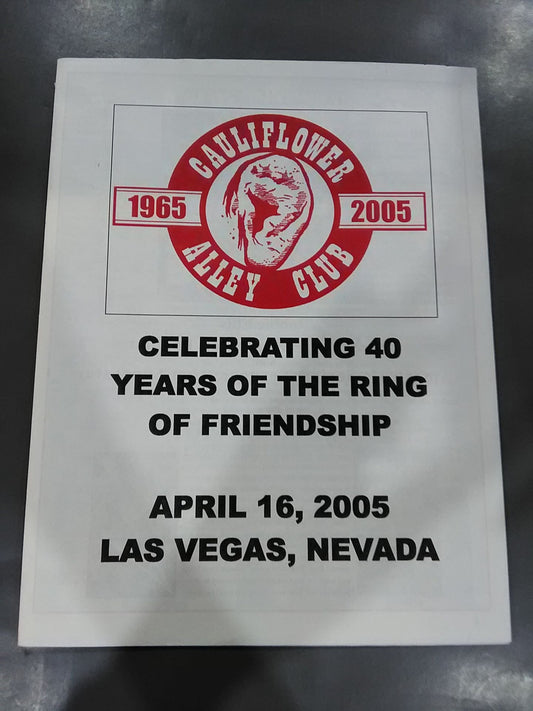 CAULIFLOWER
1965 2005
ALLEY CLUB
CELEBRATING 40
YEARS OF THE RING
OF FRIENDSHIP
APRIL 16, 2005
LAS VEGAS, NEVADA